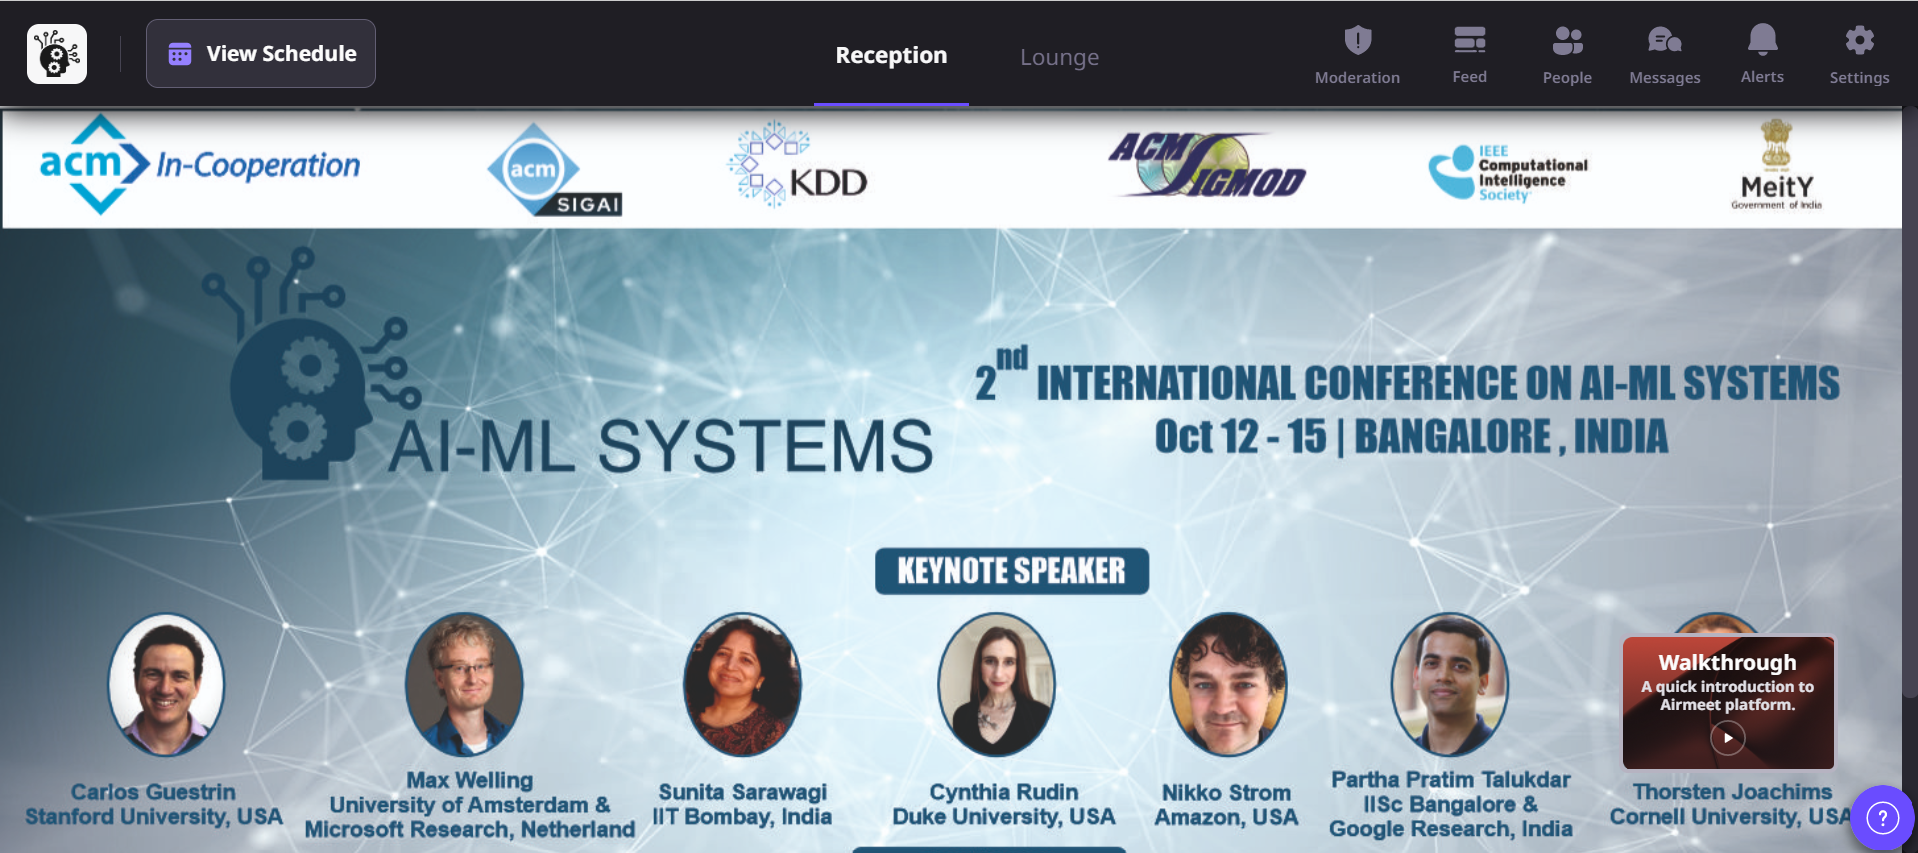 View Schedule
Reception
Lounge
Moderation
Feed
People
Messages
Alerts
Settings
acm In-Cooperation
acm
SIGAI
KDD
ACM SIGMOD
IEEE
Computational
Intelligence
Society
MeitY
Government of India
AI-ML SYSTEMS
2nd INTERNATIONAL CONFERENCE ON AI-ML SYSTEMS
Oct 12 - 15 | BANGALORE , INDIA
KEYNOTE SPEAKER
Carlos Guestrin
Stanford University, USA
Max Welling
University of Amsterdam &
Microsoft Research, Netherland
Sunita Sarawagi
IIT Bombay, India
Cynthia Rudin
Duke University, USA
Nikko Strom
Amazon, USA
Partha Pratim Talukdar
IISc Bangalore &
Google Research, India
Walkthrough
A quick introduction to
Airmeet platform.
Thorsten Joachims
Cornell University, USA
?